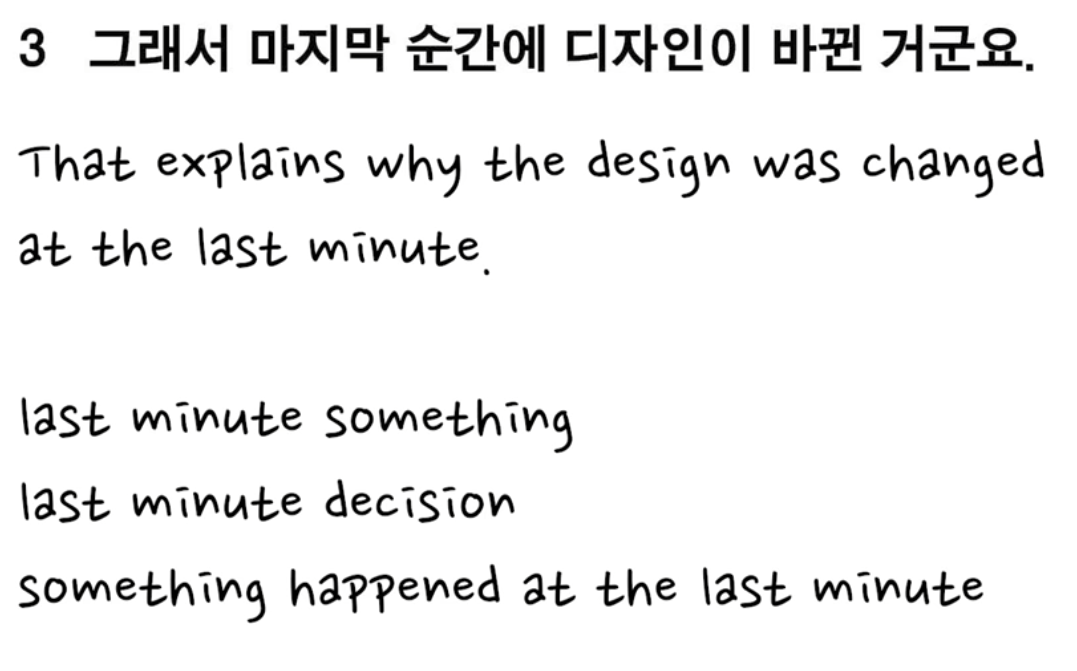 3 그래서 마지막 순간에 디자인이 바뀐 거군요.
That explains why the design was changed
at the last minute.
last minute something
last minute decision
something happened at the last minute